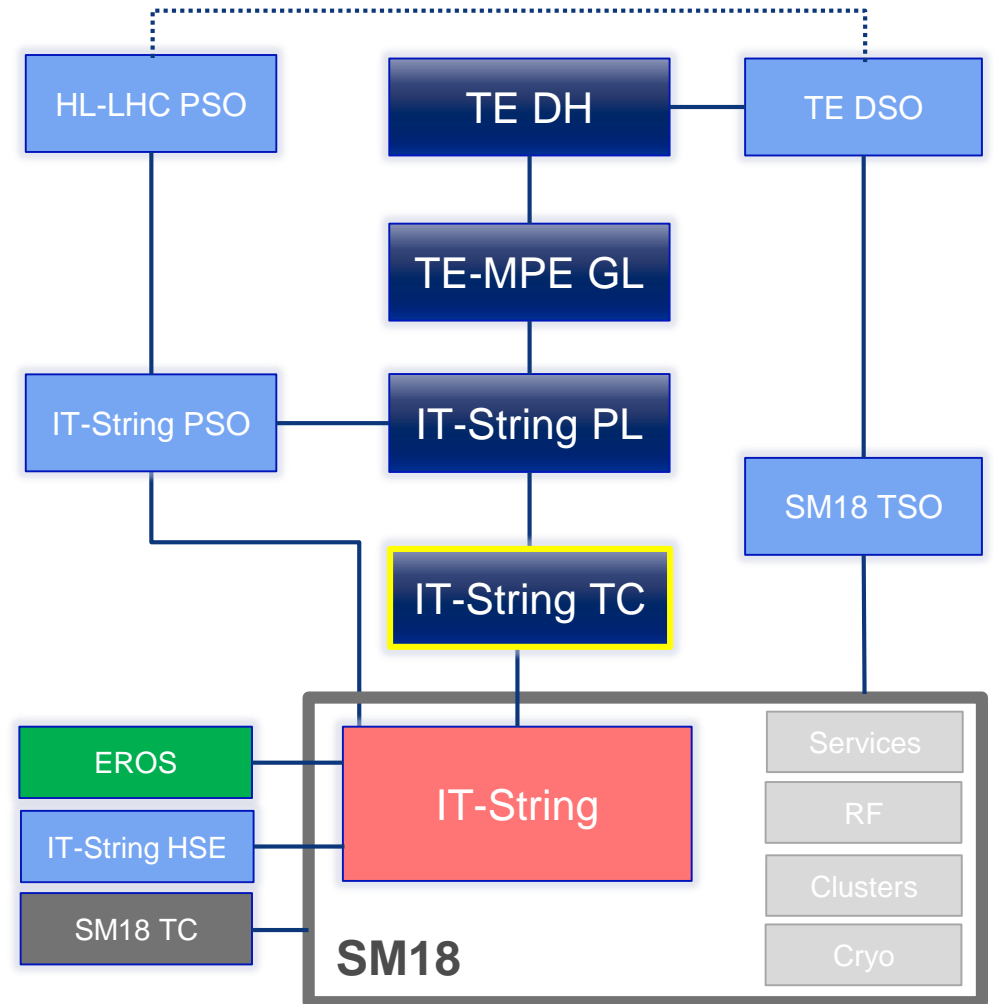 HL-LHC PSO
TE DH
TE DSO
TE-MPE GL
IT-String PSO
IT-String PL
SM18 TSO
IT-String TC
EROS
IT-String HSE
SM18 TC
IT-String
Services
RF
Clusters
Cryo
SM18